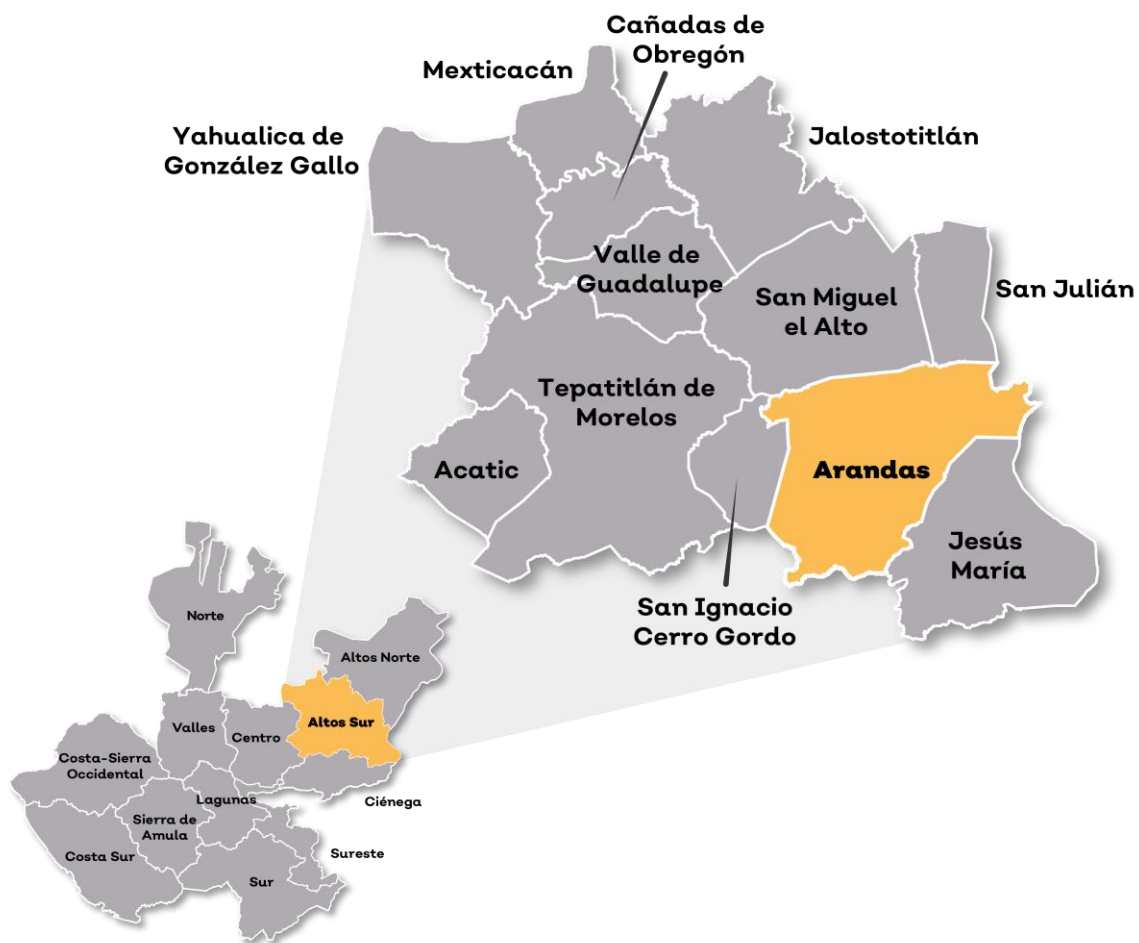 Cañadas de
Obregón
Mexticacán
Yahualica de
González Gallo
Jalostotitlán
Valle de
Guadalupe
San Miguel
el Alto
San Julián
Tepatitlán de
Morelos
Acatic
Arandas
Jesús
María
San Ignacio
Cerro Gordo
Norte
Altos Norte
Altos Sur
Valles
Centro
Costa-Sierra
Occidental
Lagunas
Ciénega
Sierra de
Amula
Costa Sur
Sureste
Sur